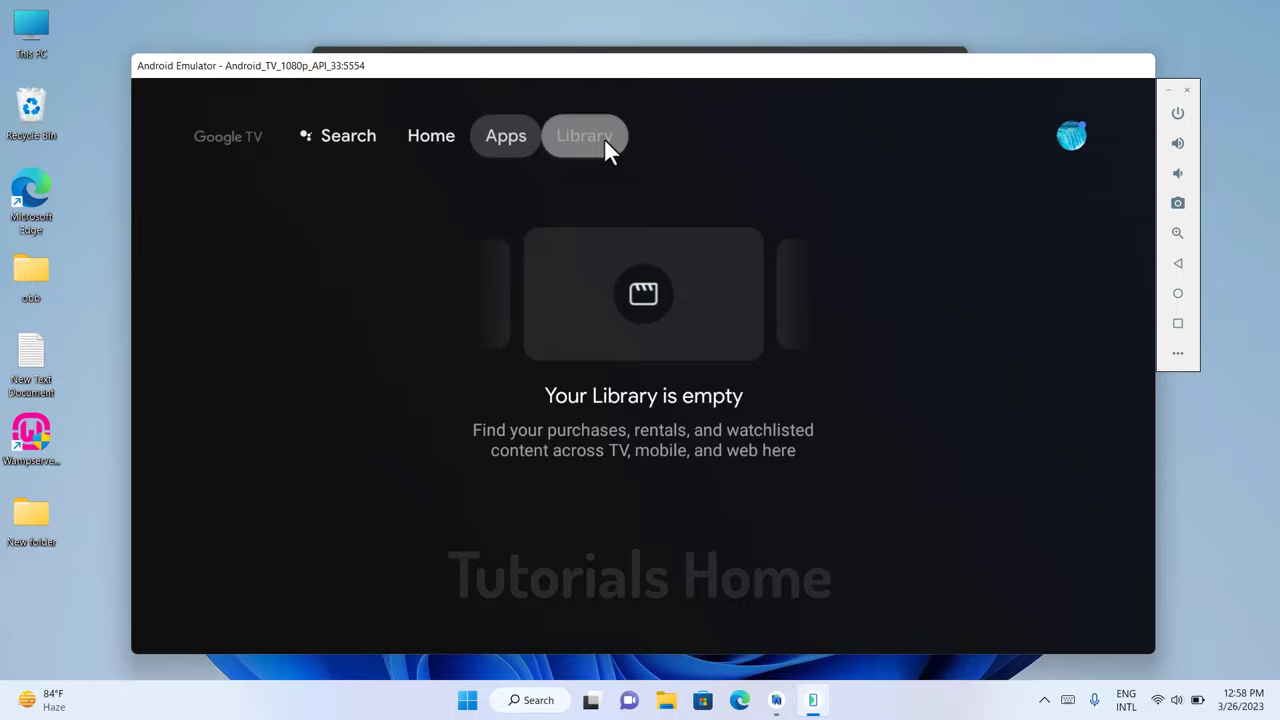 This PC
Recycle Bin
Microsoft
Edge
obb
New Text
Document
Wampserve...
New folder
Android Emulator - Android_TV_1080p_API_33:5554
Google TV
Search
Home
Apps
Library
Your Library is empty
Find your purchases, rentals, and watchlisted
content across TV, mobile, and web here
Tutorials Home
84°F
Haze
Search
ENG
INTL
12:58 PM
3/26/2023